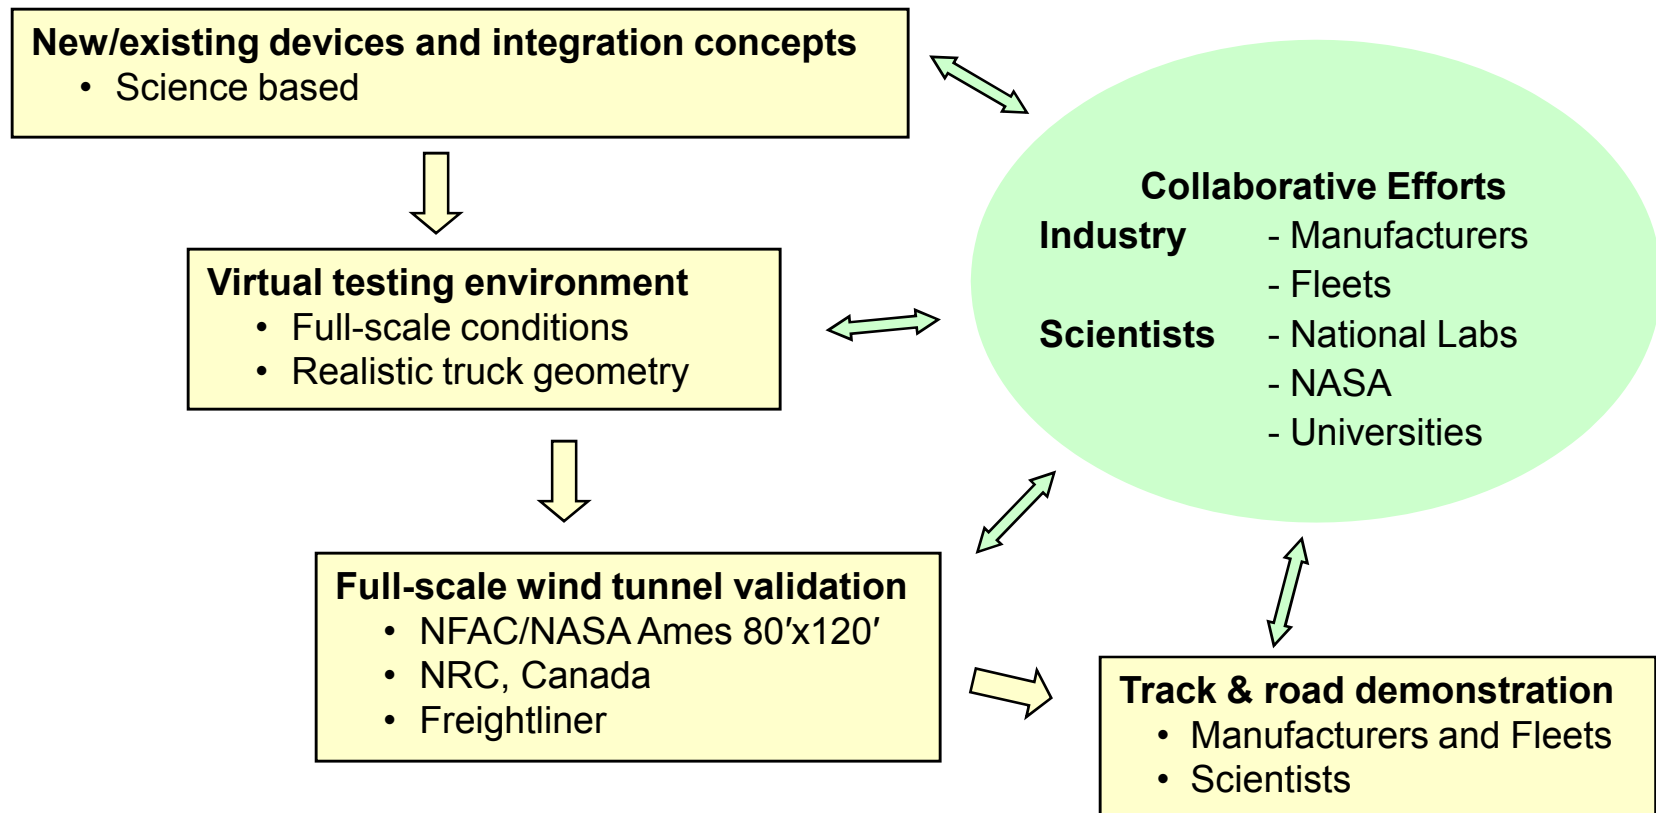 New/existing devices and integration concepts
• Science based
Virtual testing environment
• Full-scale conditions
• Realistic truck geometry
Full-scale wind tunnel validation
• NFAC/NASA Ames 80′x120′
• NRC, Canada
• Freightliner
Track & road demonstration
• Manufacturers and Fleets
• Scientists
Collaborative Efforts
Industry - Manufacturers
- Fleets
Scientists - National Labs
- NASA
- Universities